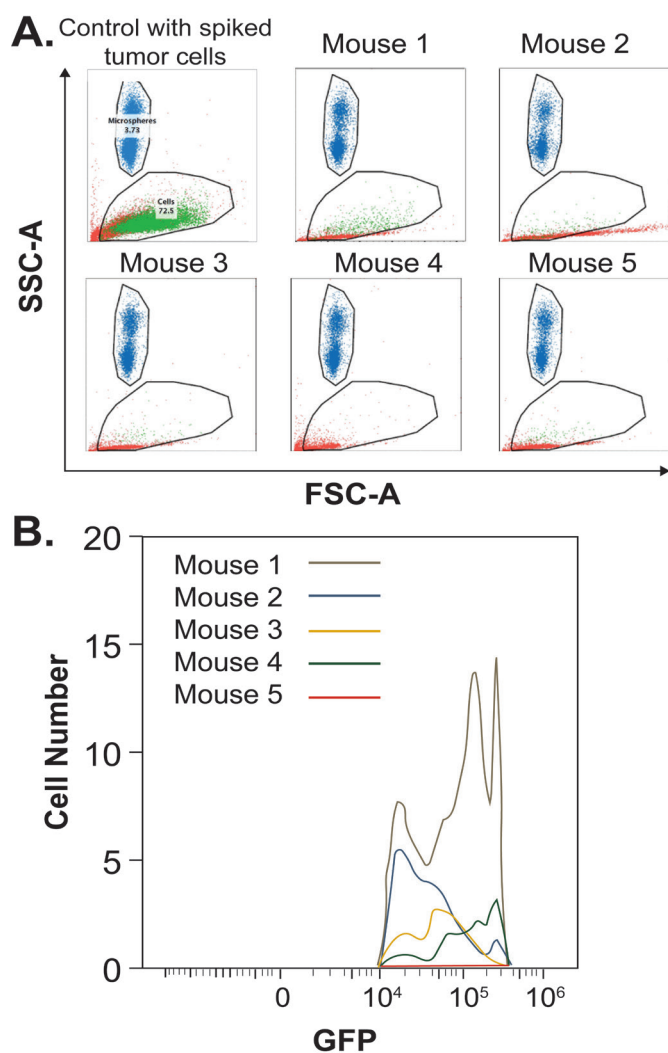 A.
Control with spiked
tumor cells
Mouse 1
Mouse 2
Microspheres
3.73
Cells
72.5
Mouse 3
Mouse 4
Mouse 5
SSC-A
FSC-A
B.
20
15
10
5
0
Cell Number
Mouse 1
Mouse 2
Mouse 3
Mouse 4
Mouse 5
0
10⁴
10⁵
10⁶
GFP